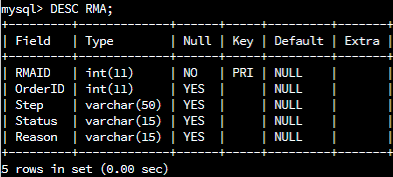 mysql> DESC RMA;
+---------+-------------+------+-----+---------+-------+
| Field   | Type        | Null | Key | Default | Extra |
+---------+-------------+------+-----+---------+-------+
| RMAID   | int(11)     | NO   | PRI | NULL    |       |
| OrderID | int(11)     | YES  |     | NULL    |       |
| Step    | varchar(50) | YES  |     | NULL    |       |
| Status  | varchar(15) | YES  |     | NULL    |       |
| Reason  | varchar(15) | YES  |     | NULL    |       |
+---------+-------------+------+-----+---------+-------+
5 rows in set (0.00 sec)